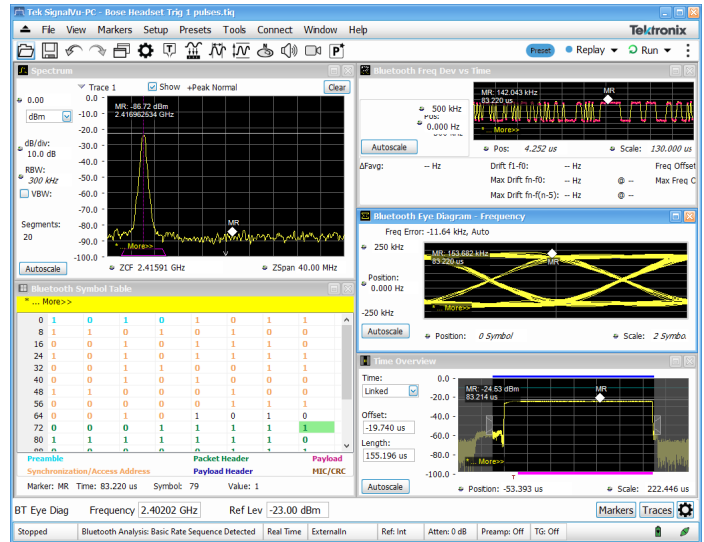 Tek SignalVu-PC - Bose Headset Trig 1 pulses.tiq
File View Markers Setup Presets Tools Connect Window Help
Tektronix
Preset Replay Run
Spectrum
Trace 1 Show +Peak Normal Clear
0.00
dBm
dB/div:
10.0 dB
RBW:
300 kHz
VBW:
Segments:
20
Autoscale
0.0
-10.0
-20.0
-30.0
-40.0
-50.0
-60.0
-70.0
-80.0
-90.0
-100.0
MR: -86.72 dBm
2.416962534 GHz
MR
* ... More>>
ZCF 2.41591 GHz ZSpan 40.00 MHz
Bluetooth Freq Dev vs Time
500 kHz
Pos:
0.000 Hz
Autoscale
MR: 142.043 kHz
83.220 us
MR
* ... More>>
Pos: 4.252 us Scale: 130.000 us
ΔFavg: -- Hz Drift f1-f0: -- Hz Freq Offset
Max Drift fn-f0: -- Hz @ -- Max Freq C
Max Drift fn-f(n-5): -- Hz @ --
Bluetooth Eye Diagram - Frequency
Freq Error: -11.64 kHz, Auto
250 kHz
Position:
0.000 Hz
-250 kHz
Autoscale
MR: 153.682 kHz
83.220 us
MR
* ... More>>
Position: 0 Symbol Scale: 2 Symbo
Bluetooth Symbol Table
* ... More>>
0 1 0 1 0 1 0 1 1
8 1 1 0 1 0 1 0 0
16 0 0 1 0 1 1 1 0
24 1 0 1 0 1 1 1 1
32 0 0 1 1 0 0 1 0
40 0 0 1 0 1 0 0 0
48 1 1 0 0 0 0 1 1
56 0 0 0 0 0 1 1 1
64 0 0 1 0 1 0 1 0
72 0 0 0 1 1 1 1 1
80 1 1 1 1 1 1 1 0
Preamble Packet Header Payload
Synchronization/Access Address Payload Header MIC/CRC
Marker: MR Time: 83.220 us Symbol: 79 Value: 1
Time Overview
Time:
Linked
Offset:
-19.740 us
Length:
155.196 us
Autoscale
0.0
-20.0
-40.0
-60.0
-80.0
-100.0
MR: -24.53 dBm
83.214 us
MR
* ... More>>
T
Position: -53.393 us Scale: 222.446 us
BT Eye Diag Frequency 2.40202 GHz Ref Lev -23.00 dBm Markers Traces
Stopped Bluetooth Analysis: Basic Rate Sequence Detected Real Time ExternalIn Ref: Int Atten: 0 dB Preamp: Off TG: Off